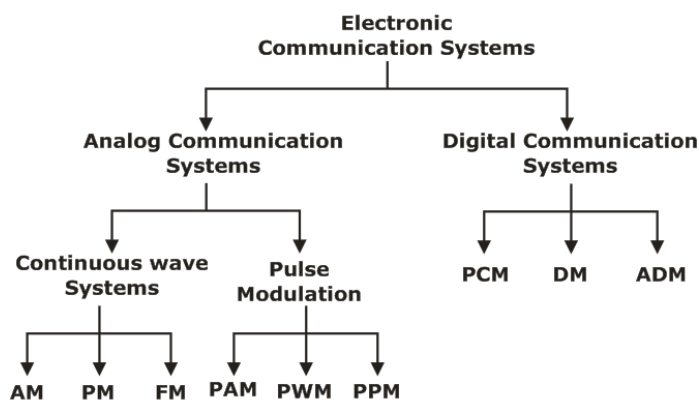 Electronic
Communication Systems
Analog Communication
Systems
Digital Communication
Systems
Continuous wave
Systems
Pulse
Modulation
PCM DM ADM
AM PM FM PAM PWM PPM